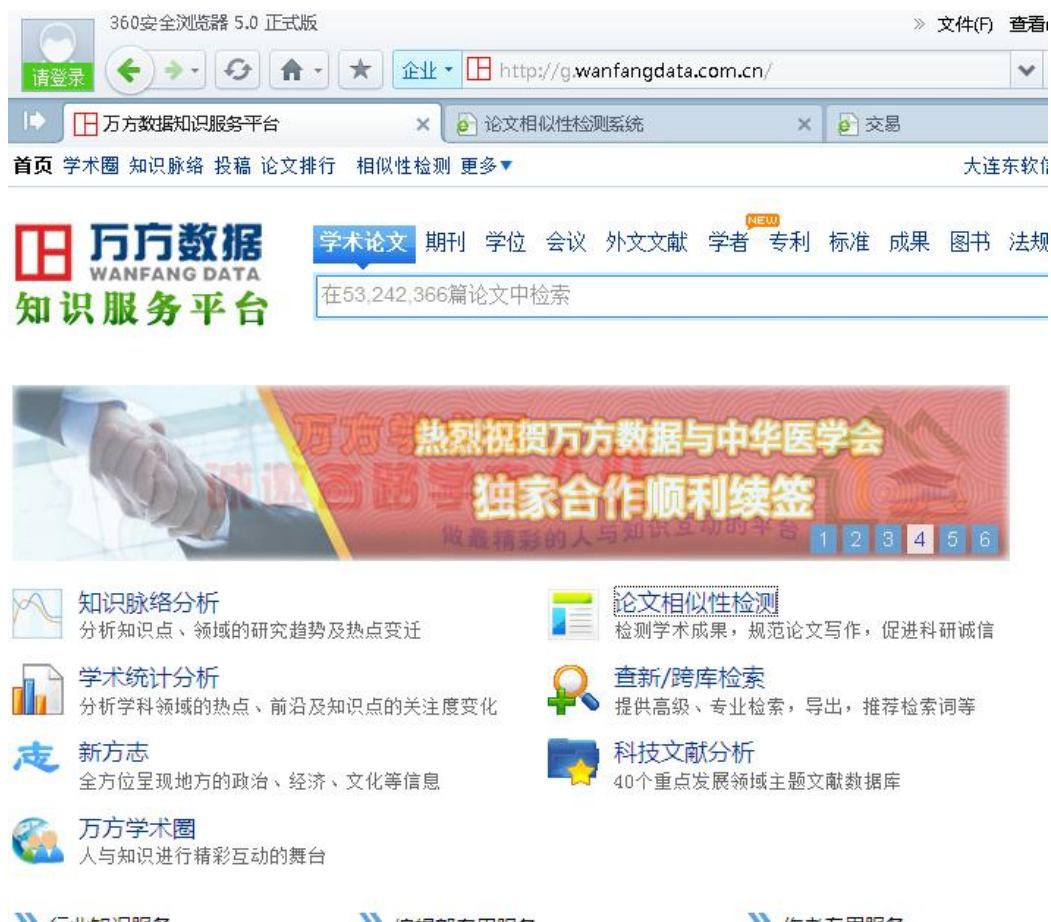 360安全浏览器 5.0 正式版 » 文件(F) 查看
请登录 企业 http://g.wanfangdata.com.cn/
万方数据知识服务平台 论文相似性检测系统 交易
首页 学术圈 知识脉络 投稿 论文排行 相似性检测 更多▼ 大连东软信
万方数据
WANFANG DATA
知识服务平台
NEW
学术论文 期刊 学位 会议 外文文献 学者 专利 标准 成果 图书 法规
在53,242,366篇论文中检索
热烈祝贺万方数据与中华医学会
独家合作顺利续签
做最精彩的人与知识互动的平台
1 2 3 4 5 6
知识脉络分析
分析知识点、领域的研究趋势及热点变迁
论文相似性检测
检测学术成果，规范论文写作，促进科研诚信
学术统计分析
分析学科领域的热点、前沿及知识点的关注度变化
查新/跨库检索
提供高级、专业检索，导出，推荐检索词等
志 新方志
全方位呈现地方的政治、经济、文化等信息
科技文献分析
40个重点发展领域主题文献数据库
万方学术圈
人与知识进行精彩互动的舞台